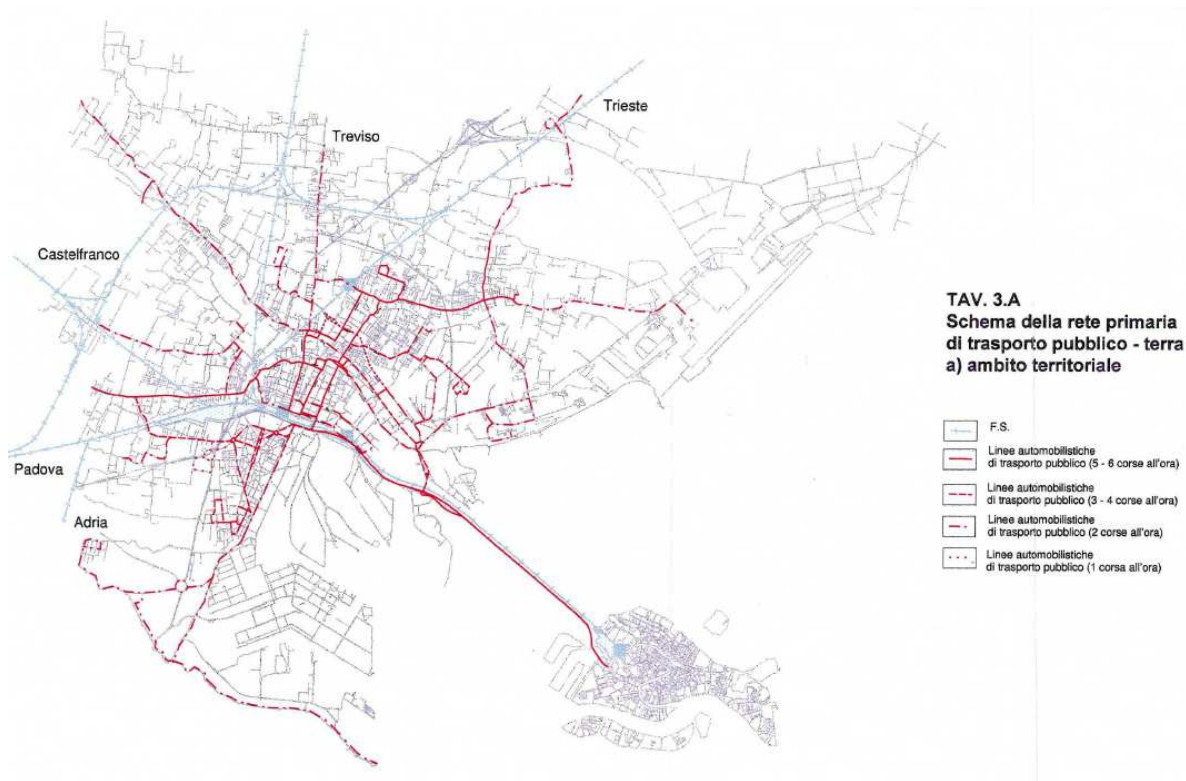 Trieste
Treviso
Castelfranco
Padova
Adria
TAV. 3.A
Schema della rete primaria
di trasporto pubblico - terra
a) ambito territoriale
F.S.
Linee automobilistiche
di trasporto pubblico (5 - 6 corse all'ora)
Linee automobilistiche
di trasporto pubblico (3 - 4 corse all'ora)
Linee automobilistiche
di trasporto pubblico (2 corse all'ora)
Linee automobilistiche
di trasporto pubblico (1 corsa all'ora)